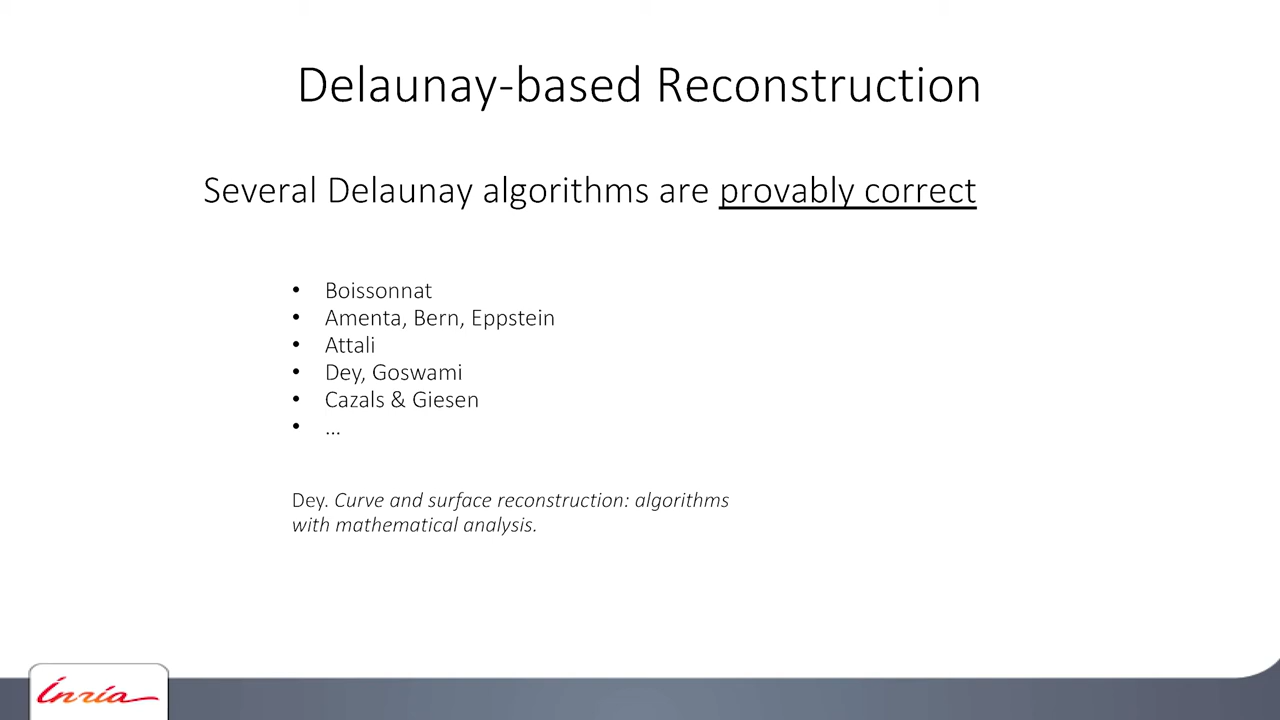 Delaunay-based Reconstruction
Several Delaunay algorithms are provably correct
• Boissonnat
• Amenta, Bern, Eppstein
• Attali
• Dey, Goswami
• Cazals & Giesen
• ...
Dey. Curve and surface reconstruction: algorithms
with mathematical analysis.
Inria